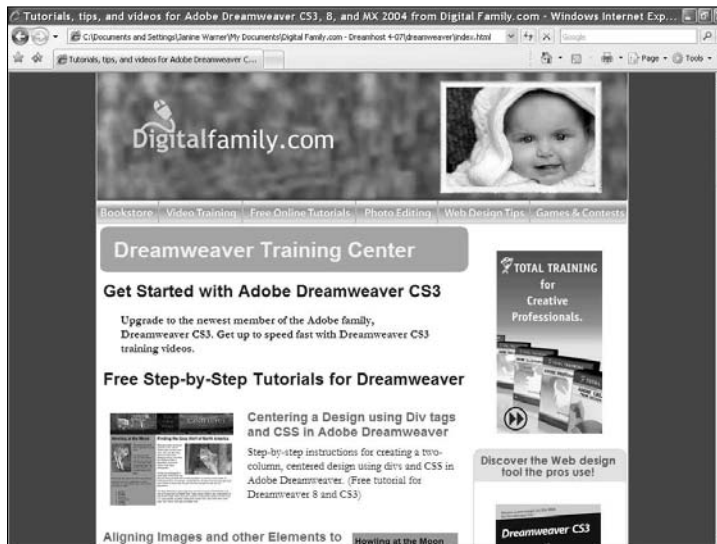 Tutorials, tips, and videos for Adobe Dreamweaver CS3, 8, and MX 2004 from Digital Family.com - Windows Internet Exp...
C:\Documents and Settings\Janine Warner\My Documents\Digital Family.com - Dreamhost 4-07\dreamweaver\index.html
Google
Tutorials, tips, and videos for Adobe Dreamweaver C...
Page
Tools
Digitalfamily.com
Bookstore Video Training Free Online Tutorials Photo Editing Web Design Tips Games & Contests
Dreamweaver Training Center
Get Started with Adobe Dreamweaver CS3
Upgrade to the newest member of the Adobe family,
Dreamweaver CS3. Get up to speed fast with Dreamweaver CS3
training videos.
Free Step-by-Step Tutorials for Dreamweaver
Centering a Design using Div tags
and CSS in Adobe Dreamweaver
Step-by-step instructions for creating a two-
column, centered design using divs and CSS in
Adobe Dreamweaver. (Free tutorial for
Dreamweaver 8 and CS3)
Aligning Images and other Elements to
Howling at the Moon
TOTAL TRAINING
for
Creative
Professionals.
Discover the Web design
tool the pros use!
Dreamweaver CS3